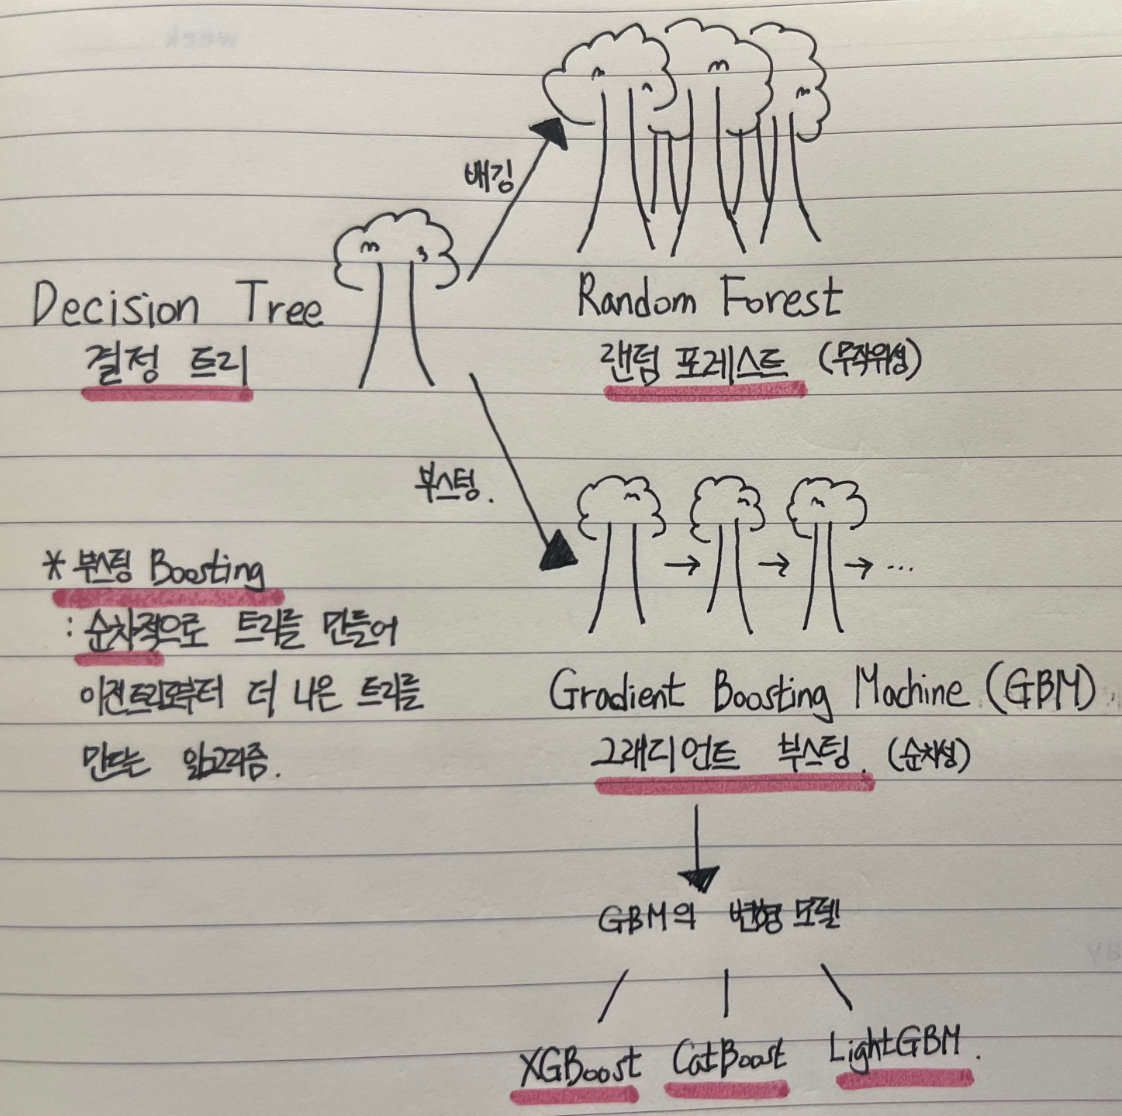 배깅
Decision Tree
결정 트리
Random Forest
랜덤 포레스트 (무작위성)
부스팅.
* 부스팅 Boosting
: 순차적으로 트리를 만들어
이전트리로부터 더 나은 트리를
만드는 알고리즘.
Gradient Boosting Machine (GBM)
그래디언트 부스팅. (순차성)
GBM의 변형 모델
XGBoost CatBoost LightGBM.